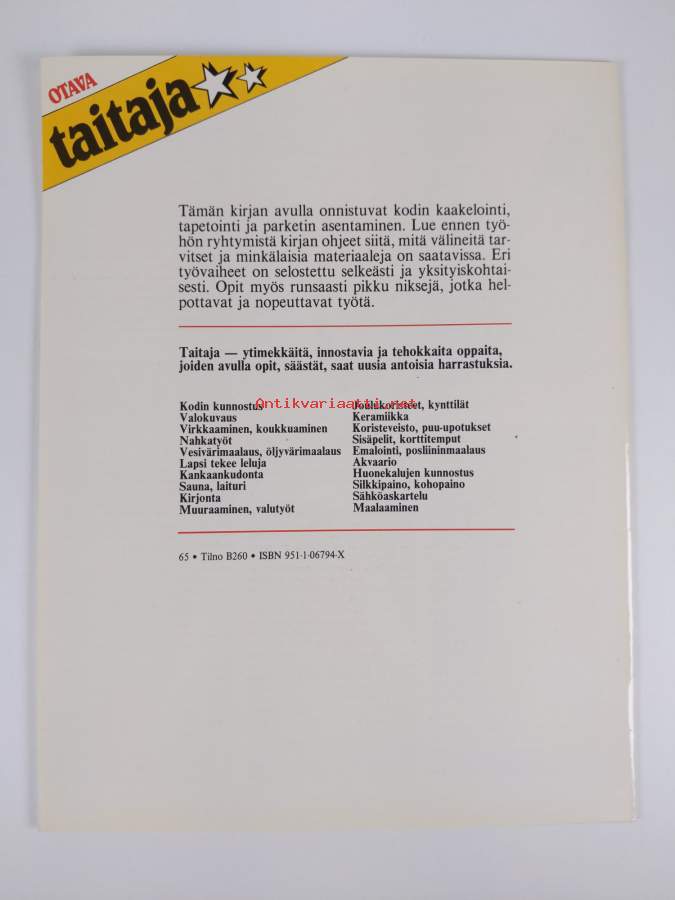 OTAVA
taitaja
Tämän kirjan avulla onnistuvat kodin kaakelointi,
tapetointi ja parketin asentaminen. Lue ennen työ-
hön ryhtymistä kirjan ohjeet siitä, mitä välineitä tar-
vitset ja minkälaisia materiaaleja on saatavissa. Eri
työvaiheet on selostettu selkeästi ja yksityiskohtai-
sesti. Opit myös runsaasti pikku niksejä, jotka hel-
pottavat ja nopeuttavat työtä.
Taitaja — ytimekkäitä, innostavia ja tehokkaita oppaita,
joiden avulla opit, säästät, saat uusia antoisia harrastuksia.
Antikvariaatti.net
Kodin kunnostus
Valokuvaus
Virkkaaminen, koukkuaminen
Nahkatyöt
Vesivärimaalaus, öljyvärimaalaus
Lapsi tekee leluja
Kankaankudonta
Sauna, laituri
Kirjonta
Muuraaminen, valutyöt
Joulukoristeet, kynttilät
Keramiikka
Koristeveisto, puu-upotukset
Sisäpelit, korttitemput
Emalointi, posliininmaalaus
Akvaario
Huonekalujen kunnostus
Silkkipaino, kohopaino
Sähköaskartelu
Maalaaminen
65 • Tilno B260 • ISBN 951-1-06794-X